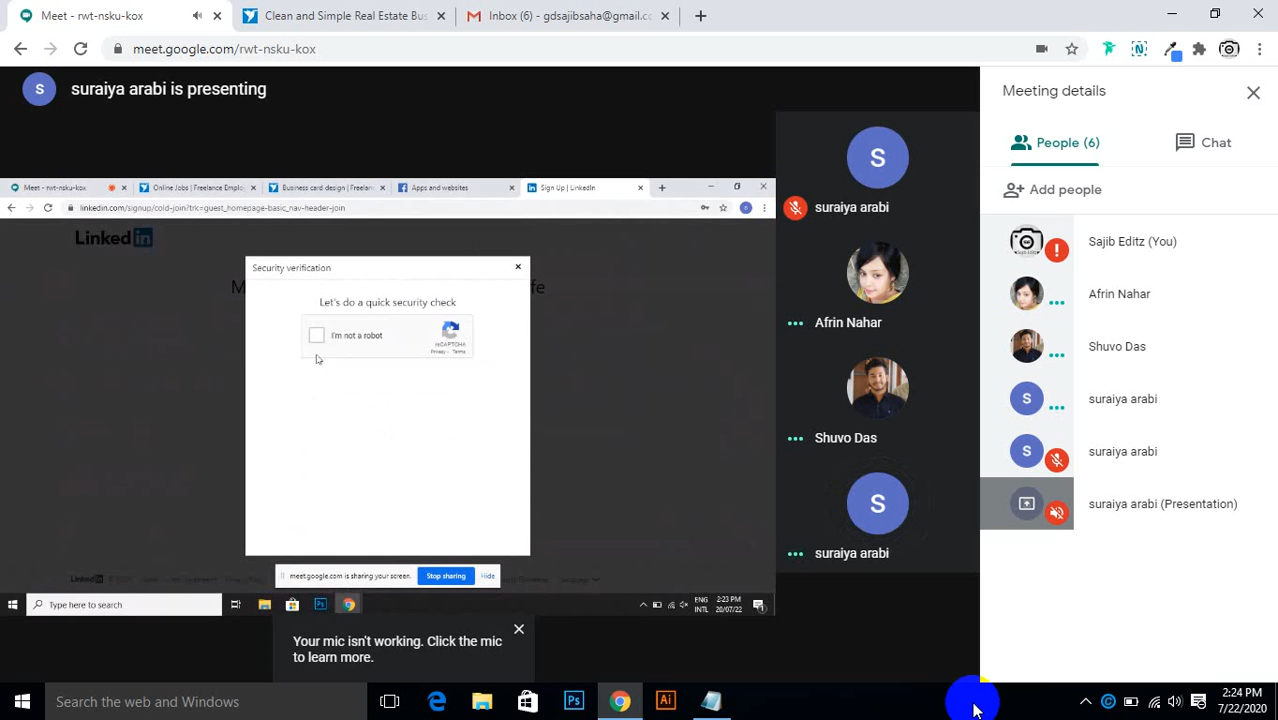 Meet - rwt-nsku-kox
Clean and Simple Real Estate Bus
Inbox (6) - gdsajibsaha@gmail.co
meet.google.com/rwt-nsku-kox
S
suraiya arabi is presenting
Meet - rwt-nsku-kox
Online Jobs | Freelance Emplo
Business card design | Freelanc
Apps and websites
Sign Up | LinkedIn
linkedin.com/signup/cold-join?trk=guest_homepage-basic_nav-header-join
Linked in
Security verification
Let's do a quick security check
I'm not a robot
reCAPTCHA
Privacy - Terms
meet.google.com is sharing your screen.
Stop sharing
Hide
Type here to search
ENG
INTL
2:23 PM
20/07/22
Your mic isn't working. Click the mic
to learn more.
S
suraiya arabi
Afrin Nahar
Shuvo Das
S
suraiya arabi
Meeting details
People (6)
Chat
Add people
Sajib Editz (You)
Afrin Nahar
Shuvo Das
S
suraiya arabi
S
suraiya arabi
suraiya arabi (Presentation)
Search the web and Windows
Ps
Ai
2:24 PM
7/22/2020